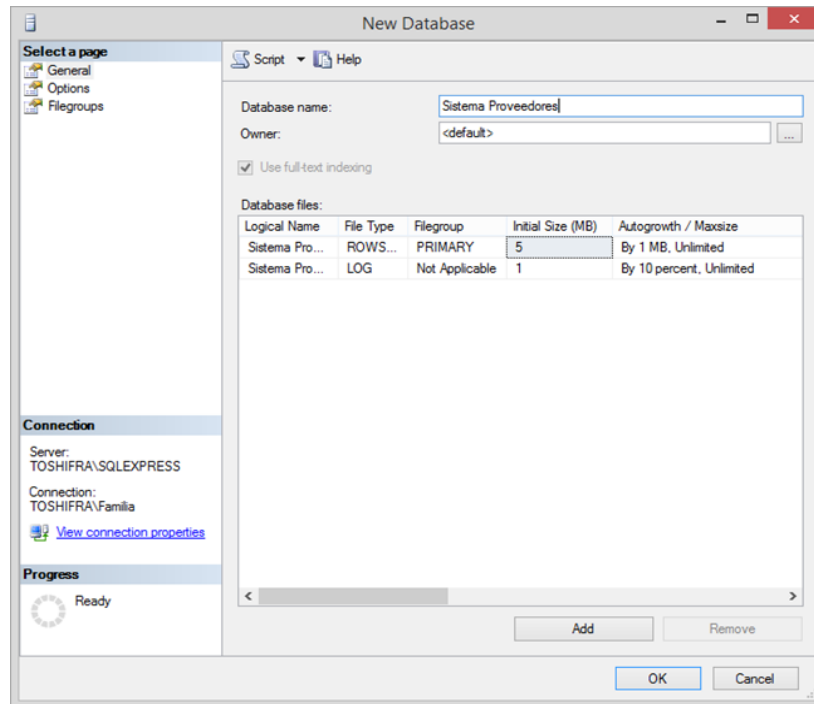 New Database
Select a page
General
Options
Filegroups
Script Help
Database name: Sistema Proveedores
Owner: <default> ...
Use full-text indexing
Database files:
Logical Name File Type Filegroup Initial Size (MB) Autogrowth / Maxsize
Sistema Pro... ROWS... PRIMARY 5 By 1 MB, Unlimited
Sistema Pro... LOG Not Applicable 1 By 10 percent, Unlimited
Connection
Server:
TOSHIFRA\SQLEXPRESS
Connection:
TOSHIFRA\Familia
View connection properties
Progress
Ready
Add Remove
OK Cancel